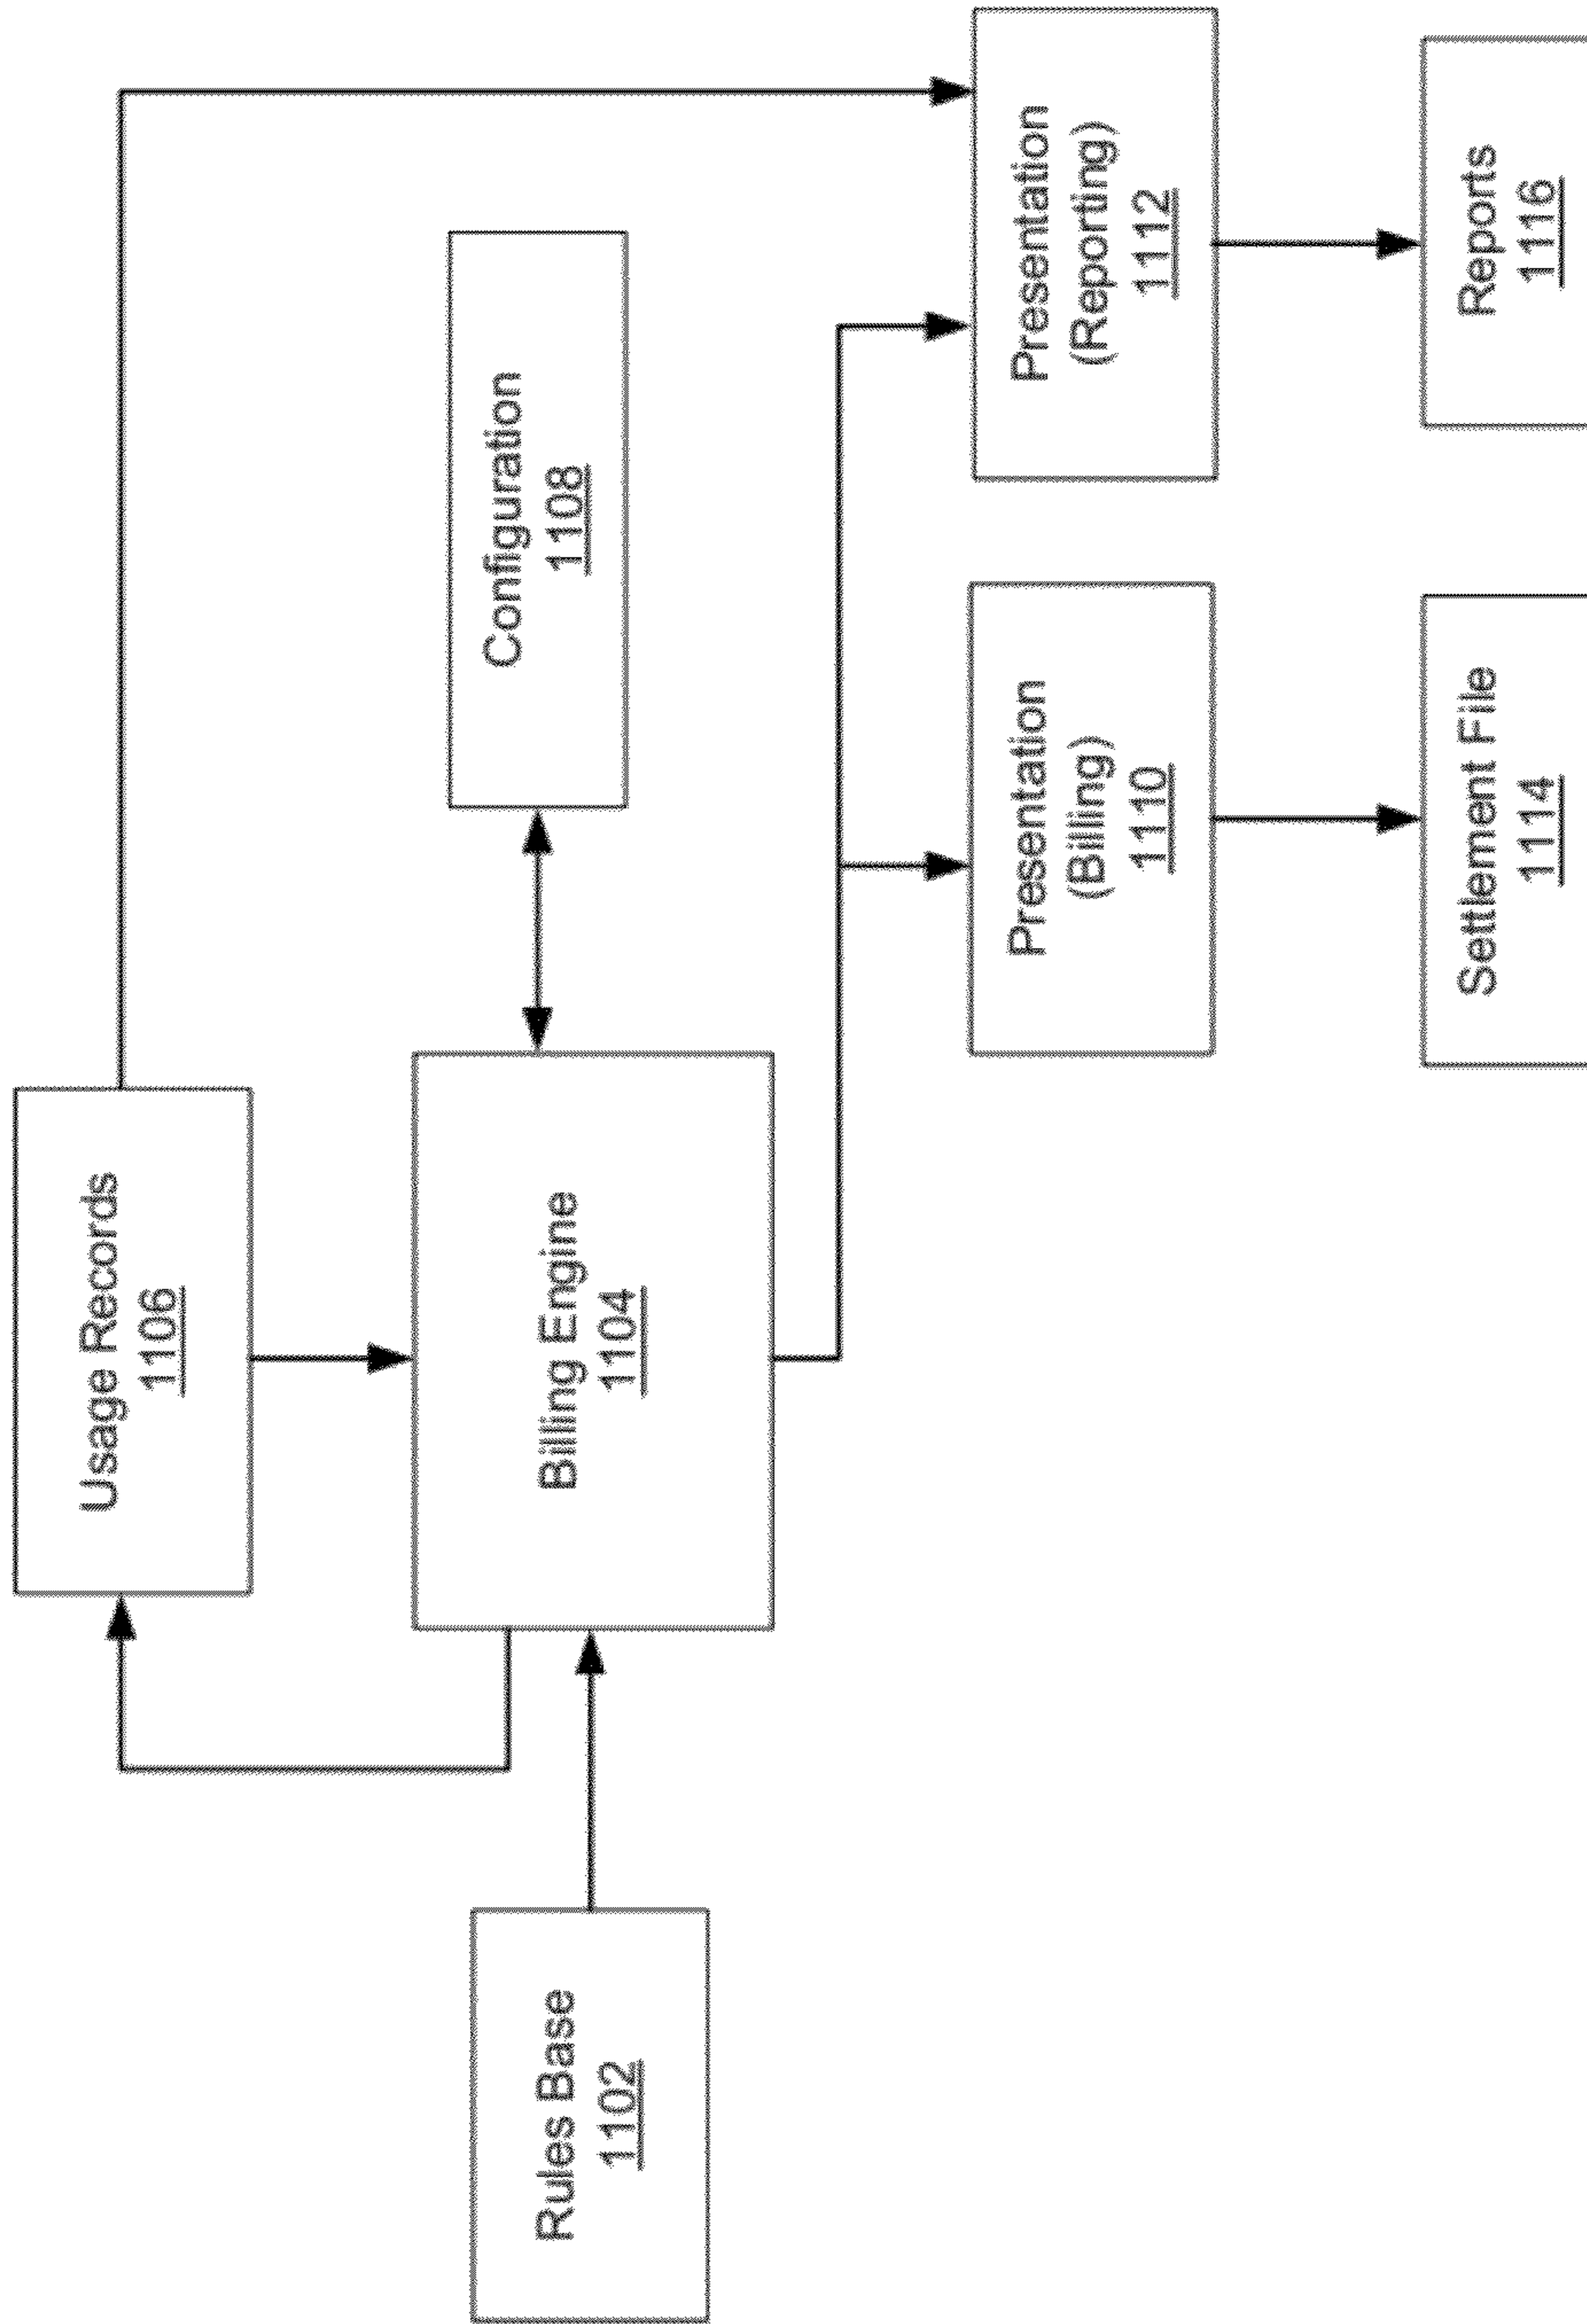 Usage Records
1106
Rules Base
1102
Billing Engine
1104
Configuration
1108
Presentation
(Billing)
1110
Presentation
(Reporting)
1112
Settlement File
1114
Reports
1116